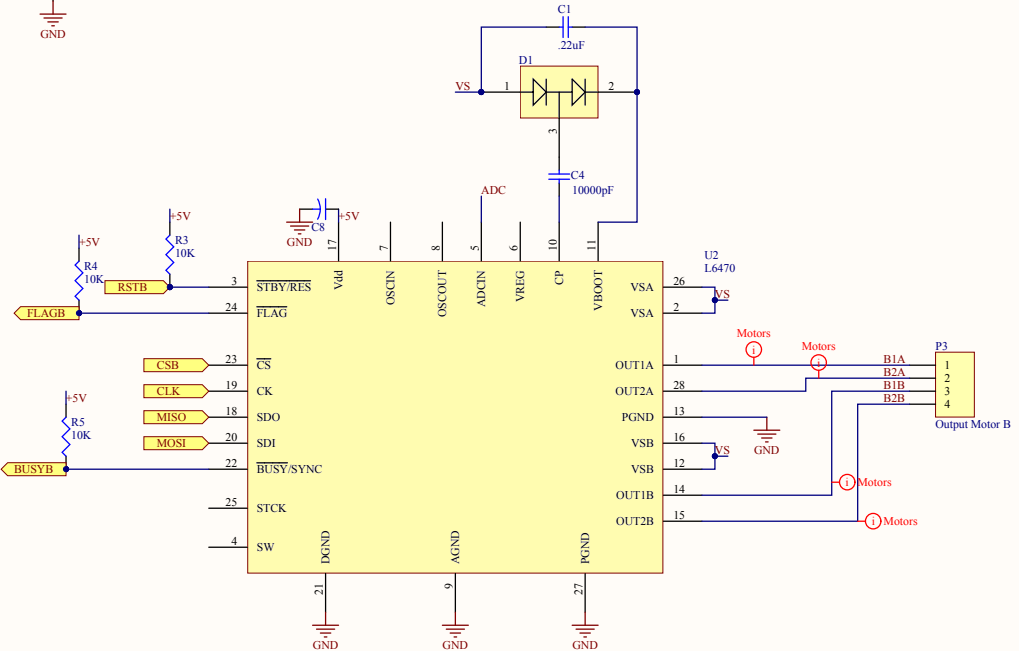 GND
C1
.22uF
D1
VS 1 2
3
C4
10000pF
ADC
+5V
C8
GND
+5V
R3
10K
+5V
R4
10K
17 7 8 5 6 10 11
U2
L6470
Vdd OSCIN OSCOUT ADCIN VREG CP VBOOT
RSTB 3 STBY/RES
VSA 26
VS
FLAGB 24 FLAG
VSA 2
Motors
Motors
P3
CSB 23 CS
OUT1A 1 B1A 1
CLK 19 CK
OUT2A 28 B2A 2
B1B 3
B2B 4
MISO 18 SDO
PGND 13
GND
Output Motor B
+5V
R5
10K
MOSI 20 SDI
VSB 16
VS
BUSYB 22 BUSY/SYNC
VSB 12
i Motors
OUT1B 14
25 STCK
OUT2B 15
i Motors
4 SW
DGND AGND PGND
21 9 27
GND GND GND